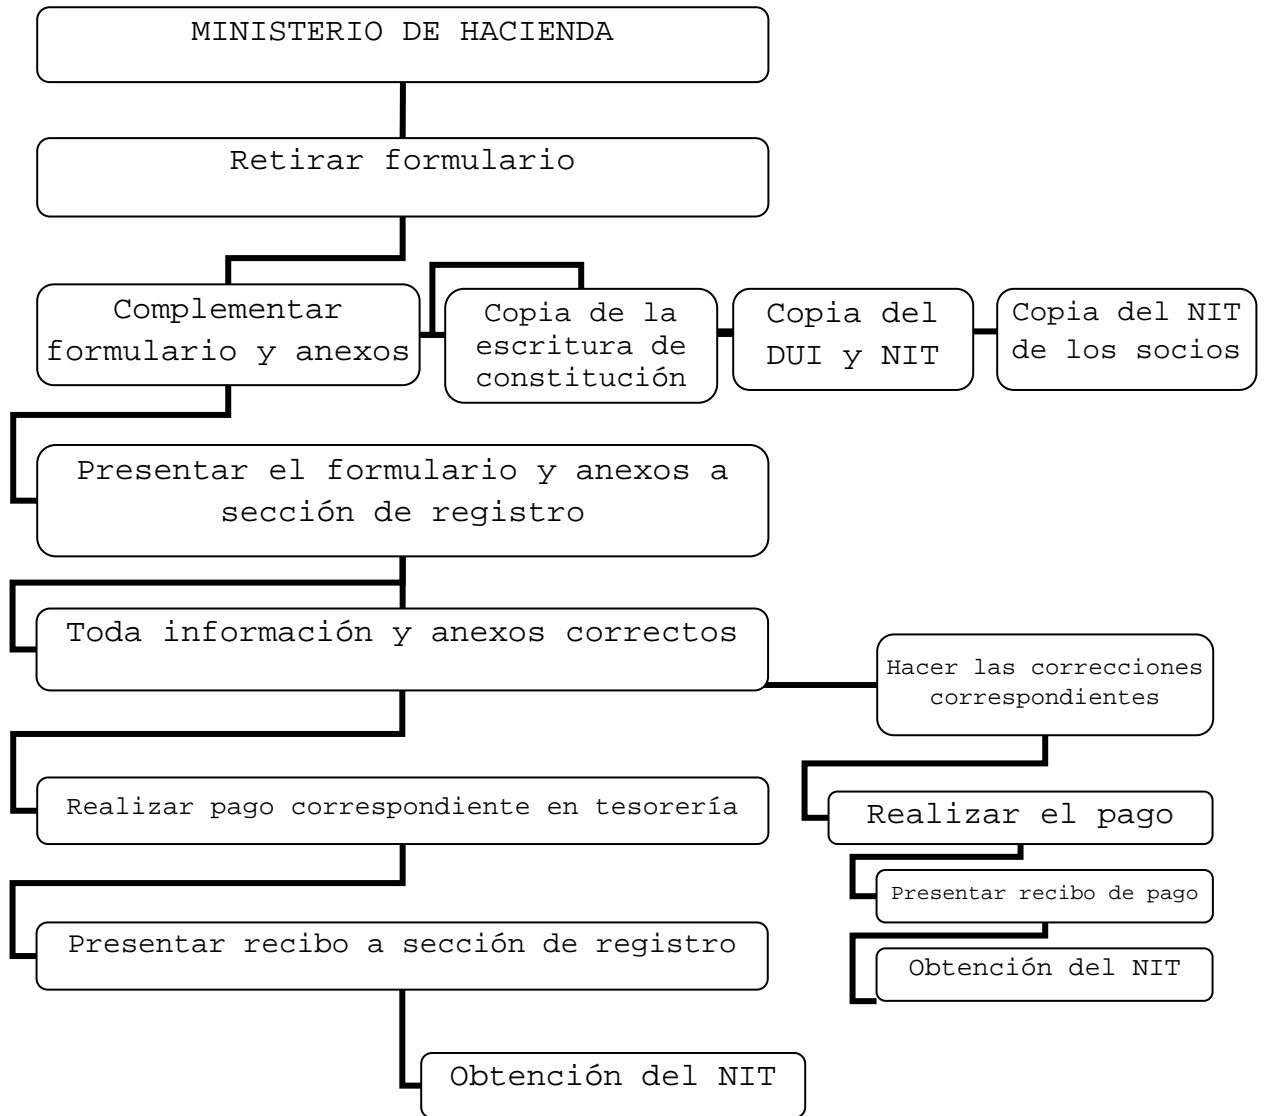 MINISTERIO DE HACIENDA
Retirar formulario
Complementar
formulario y anexos
Copia de la
escritura de
constitución
Copia del
DUI y NIT
Copia del NIT
de los socios
Presentar el formulario y anexos a
sección de registro
Toda información y anexos correctos
Hacer las correcciones
correspondientes
Realizar pago correspondiente en tesorería
Realizar el pago
Presentar recibo de pago
Presentar recibo a sección de registro
Obtención del NIT
Obtención del NIT